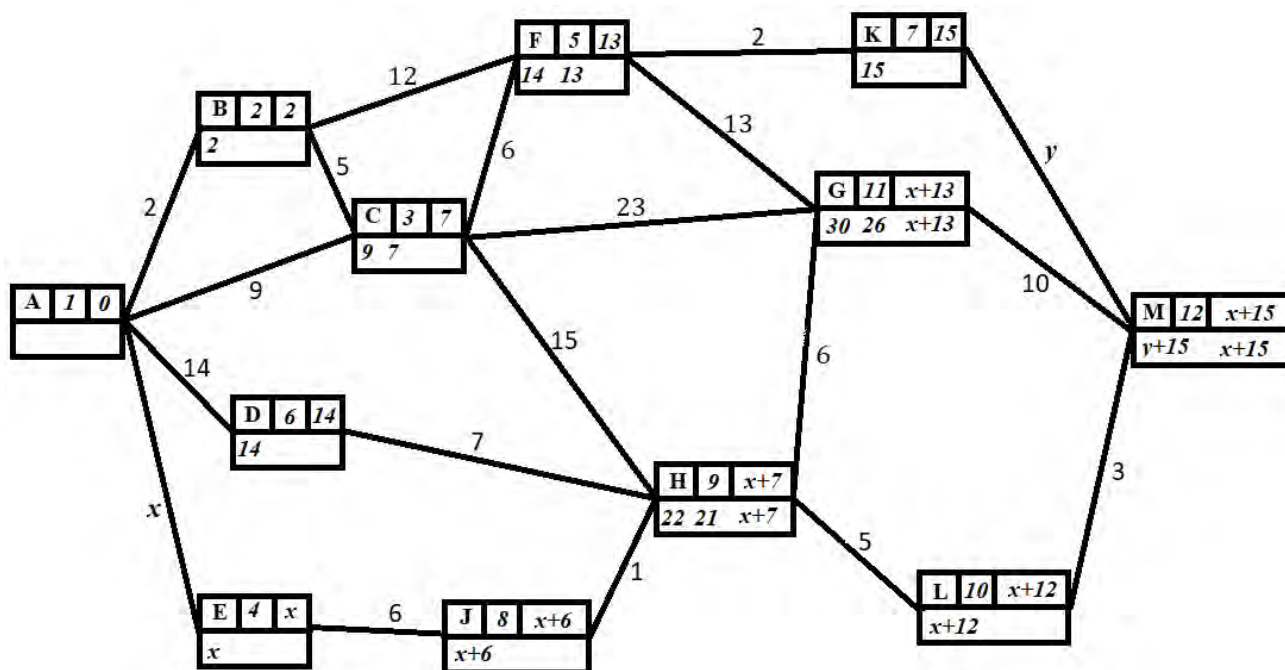 F 5 13
14 13
2
K 7 15
15
12
B 2 2
2
13
y
5
6
G 11 x+13
30 26 x+13
2
C 3 7
9 7
23
9
10
A 1 0
M 12 x+15
y+15 x+15
15
6
14
D 6 14
14
7
3
H 9 x+7
22 21 x+7
x
5
1
L 10 x+12
x+12
E 4 x
x
6
J 8 x+6
x+6